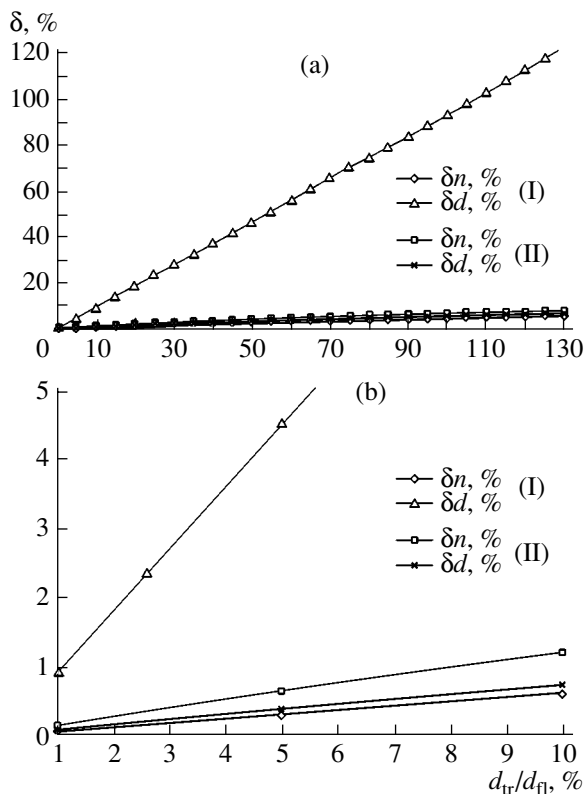 δ, %
120
(a)
100
80
δn, %
δd, %
(I)
60
δn, %
δd, %
(II)
40
20
0 10 30 50 70 90 110 130
5
(b)
4
δn, %
δd, %
(I)
3
δn, %
δd, %
(II)
2
1
0
1 2 3 4 5 6 7 8 9 10
d_tr/d_fl, %